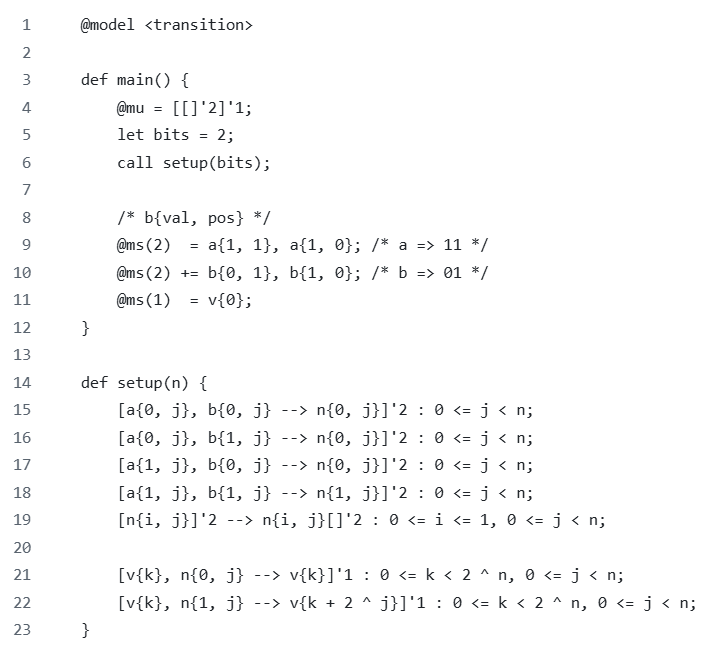 1 @model <transition>
2
3 def main() {
4 @mu = [[]'2]'1;
5 let bits = 2;
6 call setup(bits);
7
8 /* b{val, pos} */
9 @ms(2)  = a{1, 1}, a{1, 0}; /* a => 11 */
10 @ms(2) += b{0, 1}, b{1, 0}; /* b => 01 */
11 @ms(1)  = v{0};
12 }
13
14 def setup(n) {
15 [a{0, j}, b{0, j} --> n{0, j}]'2 : 0 <= j < n;
16 [a{0, j}, b{1, j} --> n{0, j}]'2 : 0 <= j < n;
17 [a{1, j}, b{0, j} --> n{0, j}]'2 : 0 <= j < n;
18 [a{1, j}, b{1, j} --> n{1, j}]'2 : 0 <= j < n;
19 [n{i, j}]'2 --> n{i, j}[]'2 : 0 <= i <= 1, 0 <= j < n;
20
21 [v{k}, n{0, j} --> v{k}]'1 : 0 <= k < 2 ^ n, 0 <= j < n;
22 [v{k}, n{1, j} --> v{k + 2 ^ j}]'1 : 0 <= k < 2 ^ n, 0 <= j < n;
23 }